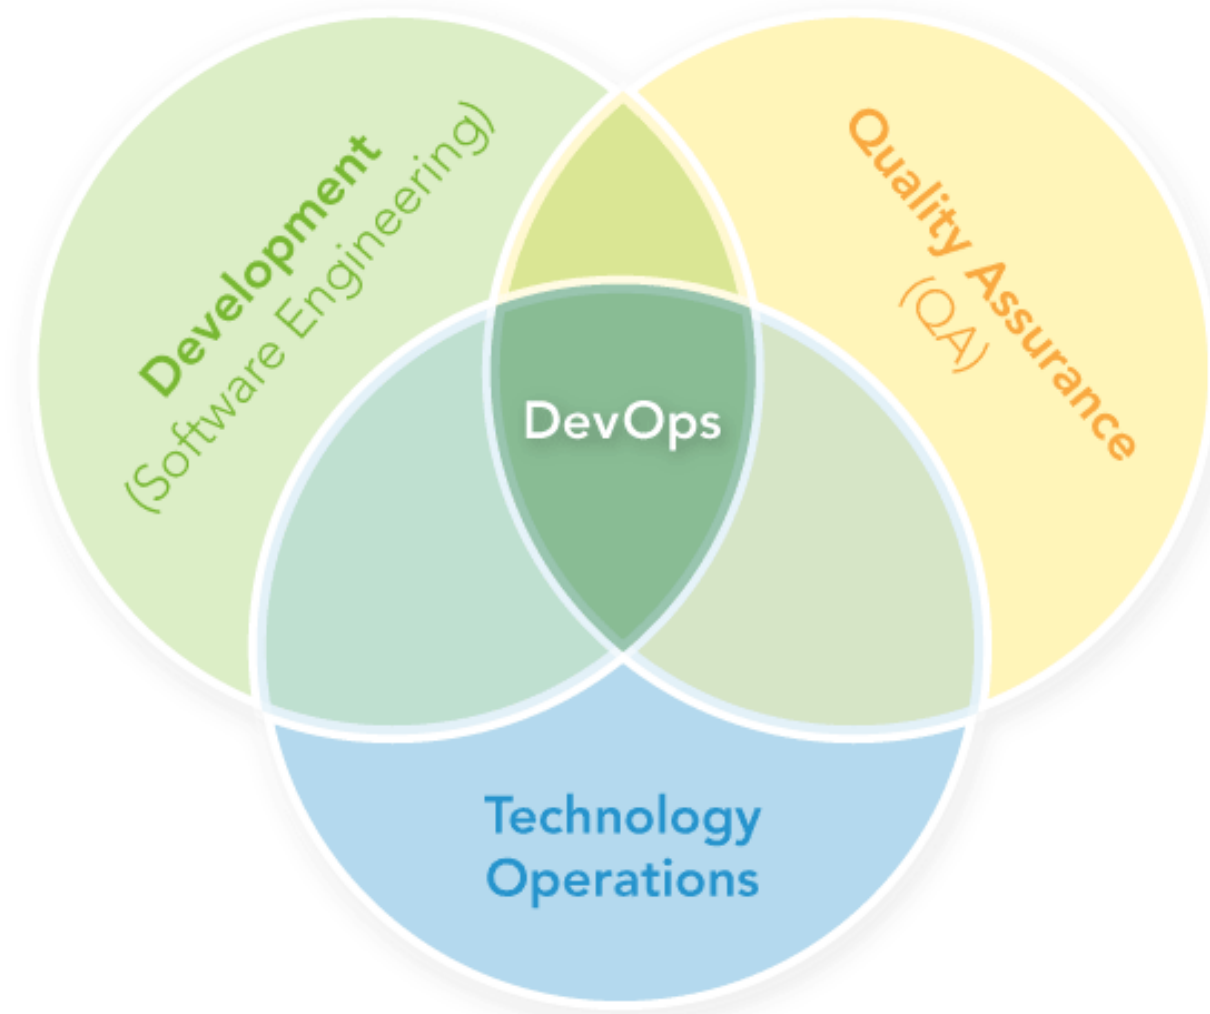 Development
(Software Engineering)
Quality Assurance
(QA)
DevOps
Technology
Operations